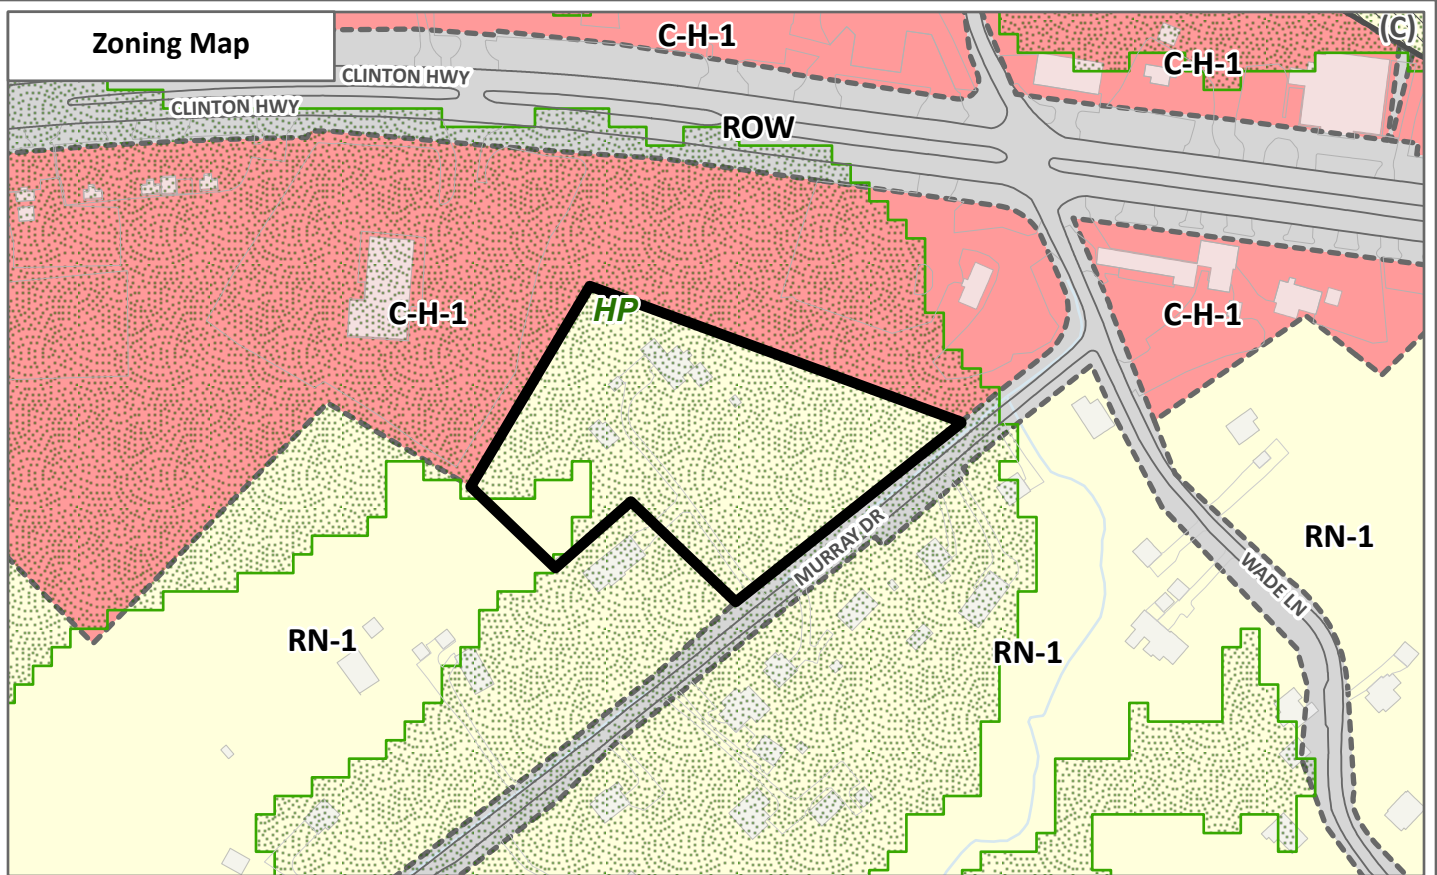 Zoning Map
C-H-1
(C)
C-H-1
CLINTON HWY
CLINTON HWY
ROW
HP
C-H-1
C-H-1
MURRAY DR
RN-1
WADE LN
RN-1
RN-1